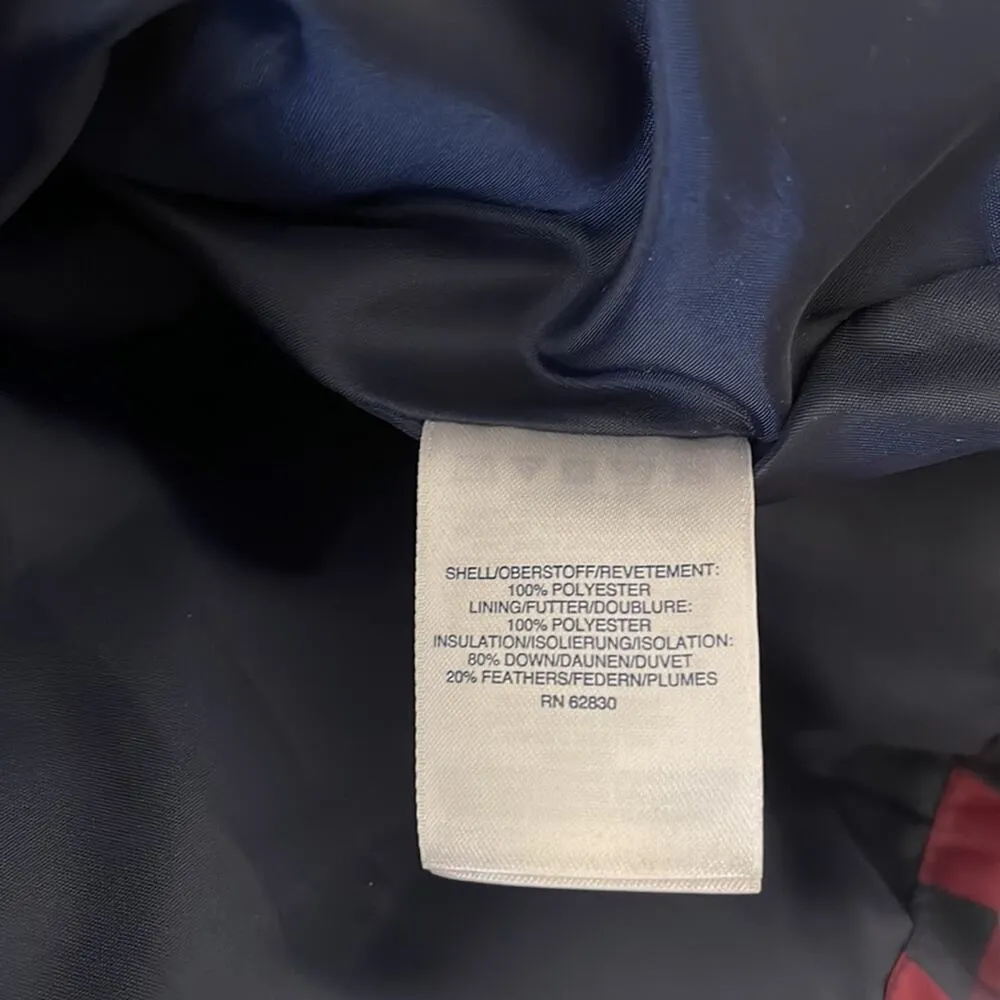 SHELL/OBERSTOFF/REVETEMENT:
100% POLYESTER
LINING/FUTTER/DOUBLURE:
100% POLYESTER
INSULATION/ISOLIERUNG/ISOLATION:
80% DOWN/DAUNEN/DUVET
20% FEATHERS/FEDERN/PLUMES
RN 62830